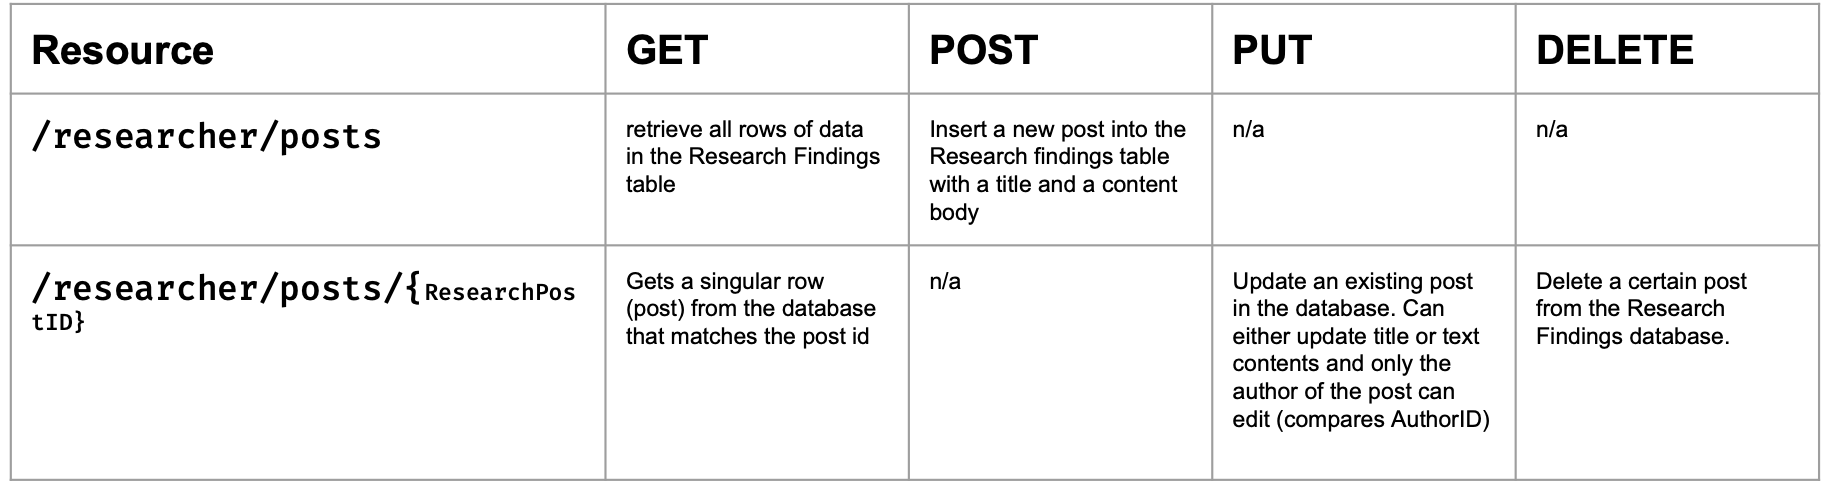 Resource
GET
POST
PUT
DELETE
/researcher/posts
retrieve all rows of data
in the Research Findings
table
Insert a new post into the
Research findings table
with a title and a content
body
n/a
n/a
/researcher/posts/{ResearchPos
tID}
Gets a singular row
(post) from the database
that matches the post id
n/a
Update an existing post
in the database. Can
either update title or text
contents and only the
author of the post can
edit (compares AuthorID)
Delete a certain post
from the Research
Findings database.